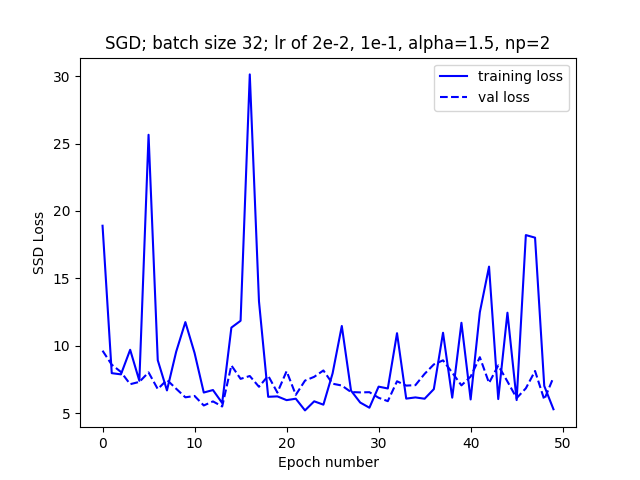 SGD; batch size 32; lr of 2e-2, 1e-1, alpha=1.5, np=2
training loss
val loss
SSD Loss
30
25
20
15
10
5
0
10
20
30
40
50
Epoch number